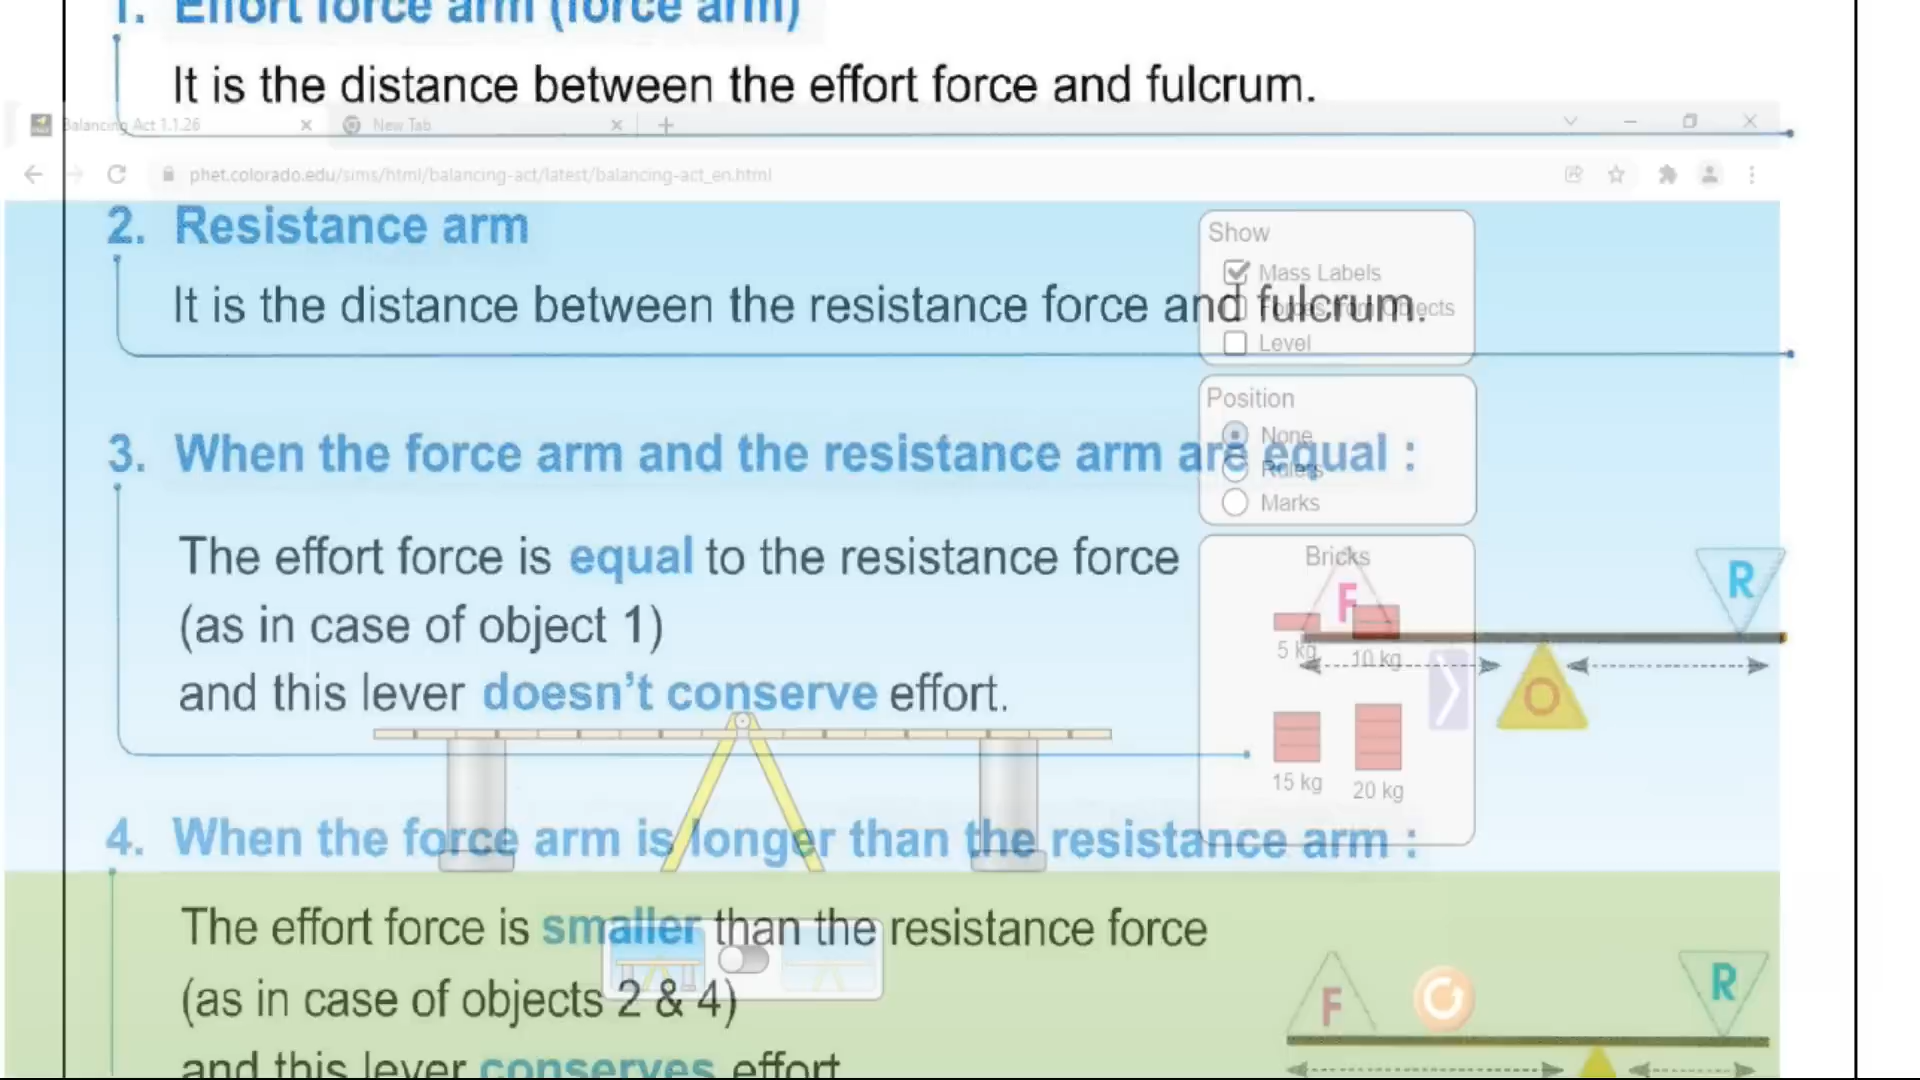 1. Effort force arm (force arm)
It is the distance between the effort force and fulcrum.
Balancing Act 1.1.26
New Tab
phet.colorado.edu/sims/html/balancing-act/latest/balancing-act_en.html
2. Resistance arm
Show
Mass Labels
It is the distance between the resistance force and fulcrum.
Forces from Objects
Level
Position
None
3. When the force arm and the resistance arm are equal :
Rulers
Marks
The effort force is equal to the resistance force
Bricks
F
R
(as in case of object 1)
5 kg
10 kg
and this lever doesn't conserve effort.
O
15 kg
20 kg
4. When the force arm is longer than the resistance arm :
The effort force is smaller than the resistance force
F
R
(as in case of objects 2 & 4)
and this lever conserves effort